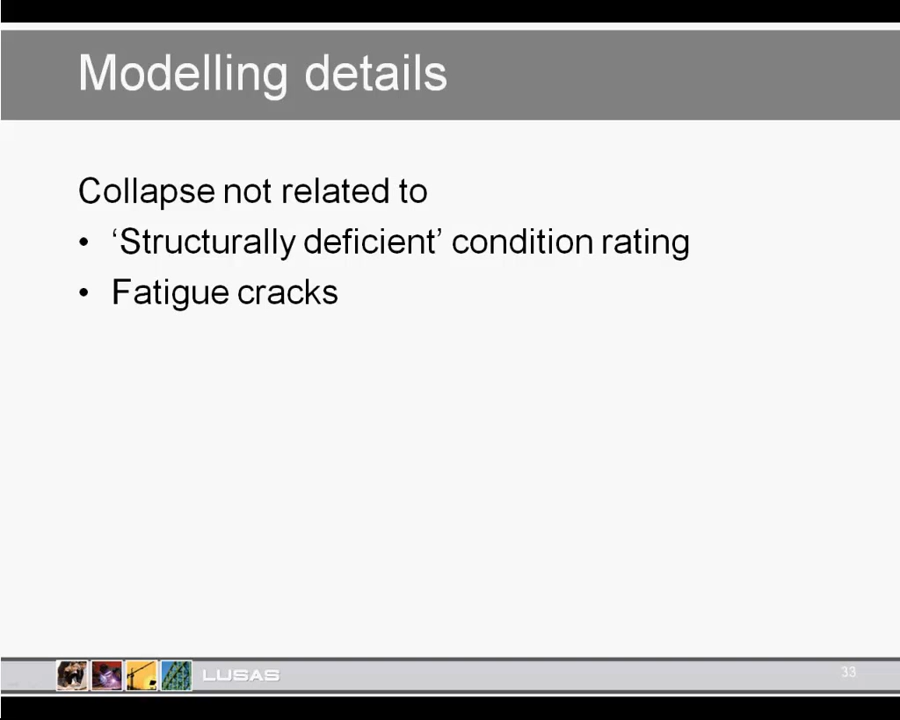 Modelling details
Collapse not related to
• ‘Structurally deficient’ condition rating
• Fatigue cracks
LUSAS
33